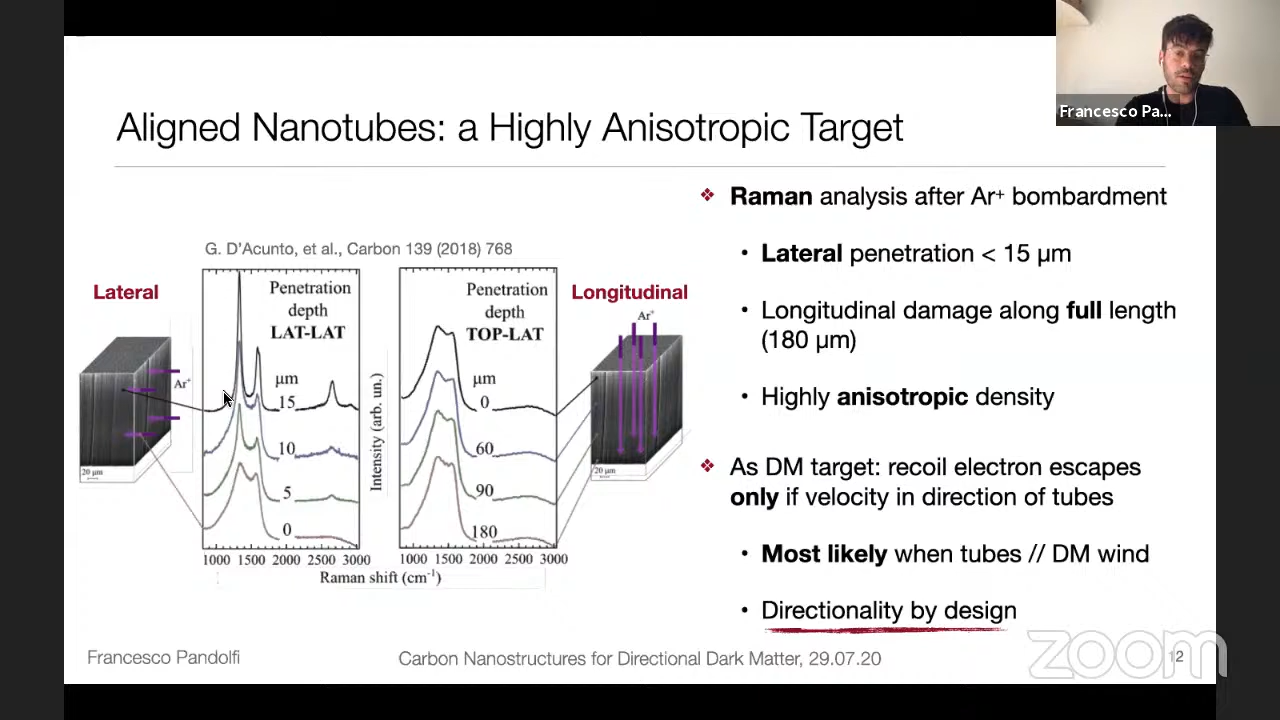 Francesco Pa...
Aligned Nanotubes: a Highly Anisotropic Target
G. D'Acunto, et al., Carbon 139 (2018) 768
Lateral
Ar+
20 µm
Penetration
depth
LAT-LAT
µm
15
10
5
0
1000 1500 2000 2500 3000
Intensity (arb. un.)
Penetration
depth
TOP-LAT
µm
0
60
90
180
1000 1500 2000 2500 3000
Raman shift (cm-1)
Longitudinal
Ar+
20 µm
❖ Raman analysis after Ar+ bombardment
• Lateral penetration < 15 µm
• Longitudinal damage along full length
(180 µm)
• Highly anisotropic density
❖ As DM target: recoil electron escapes
only if velocity in direction of tubes
• Most likely when tubes // DM wind
• Directionality by design
Francesco Pandolfi
Carbon Nanostructures for Directional Dark Matter, 29.07.20
12
zoom